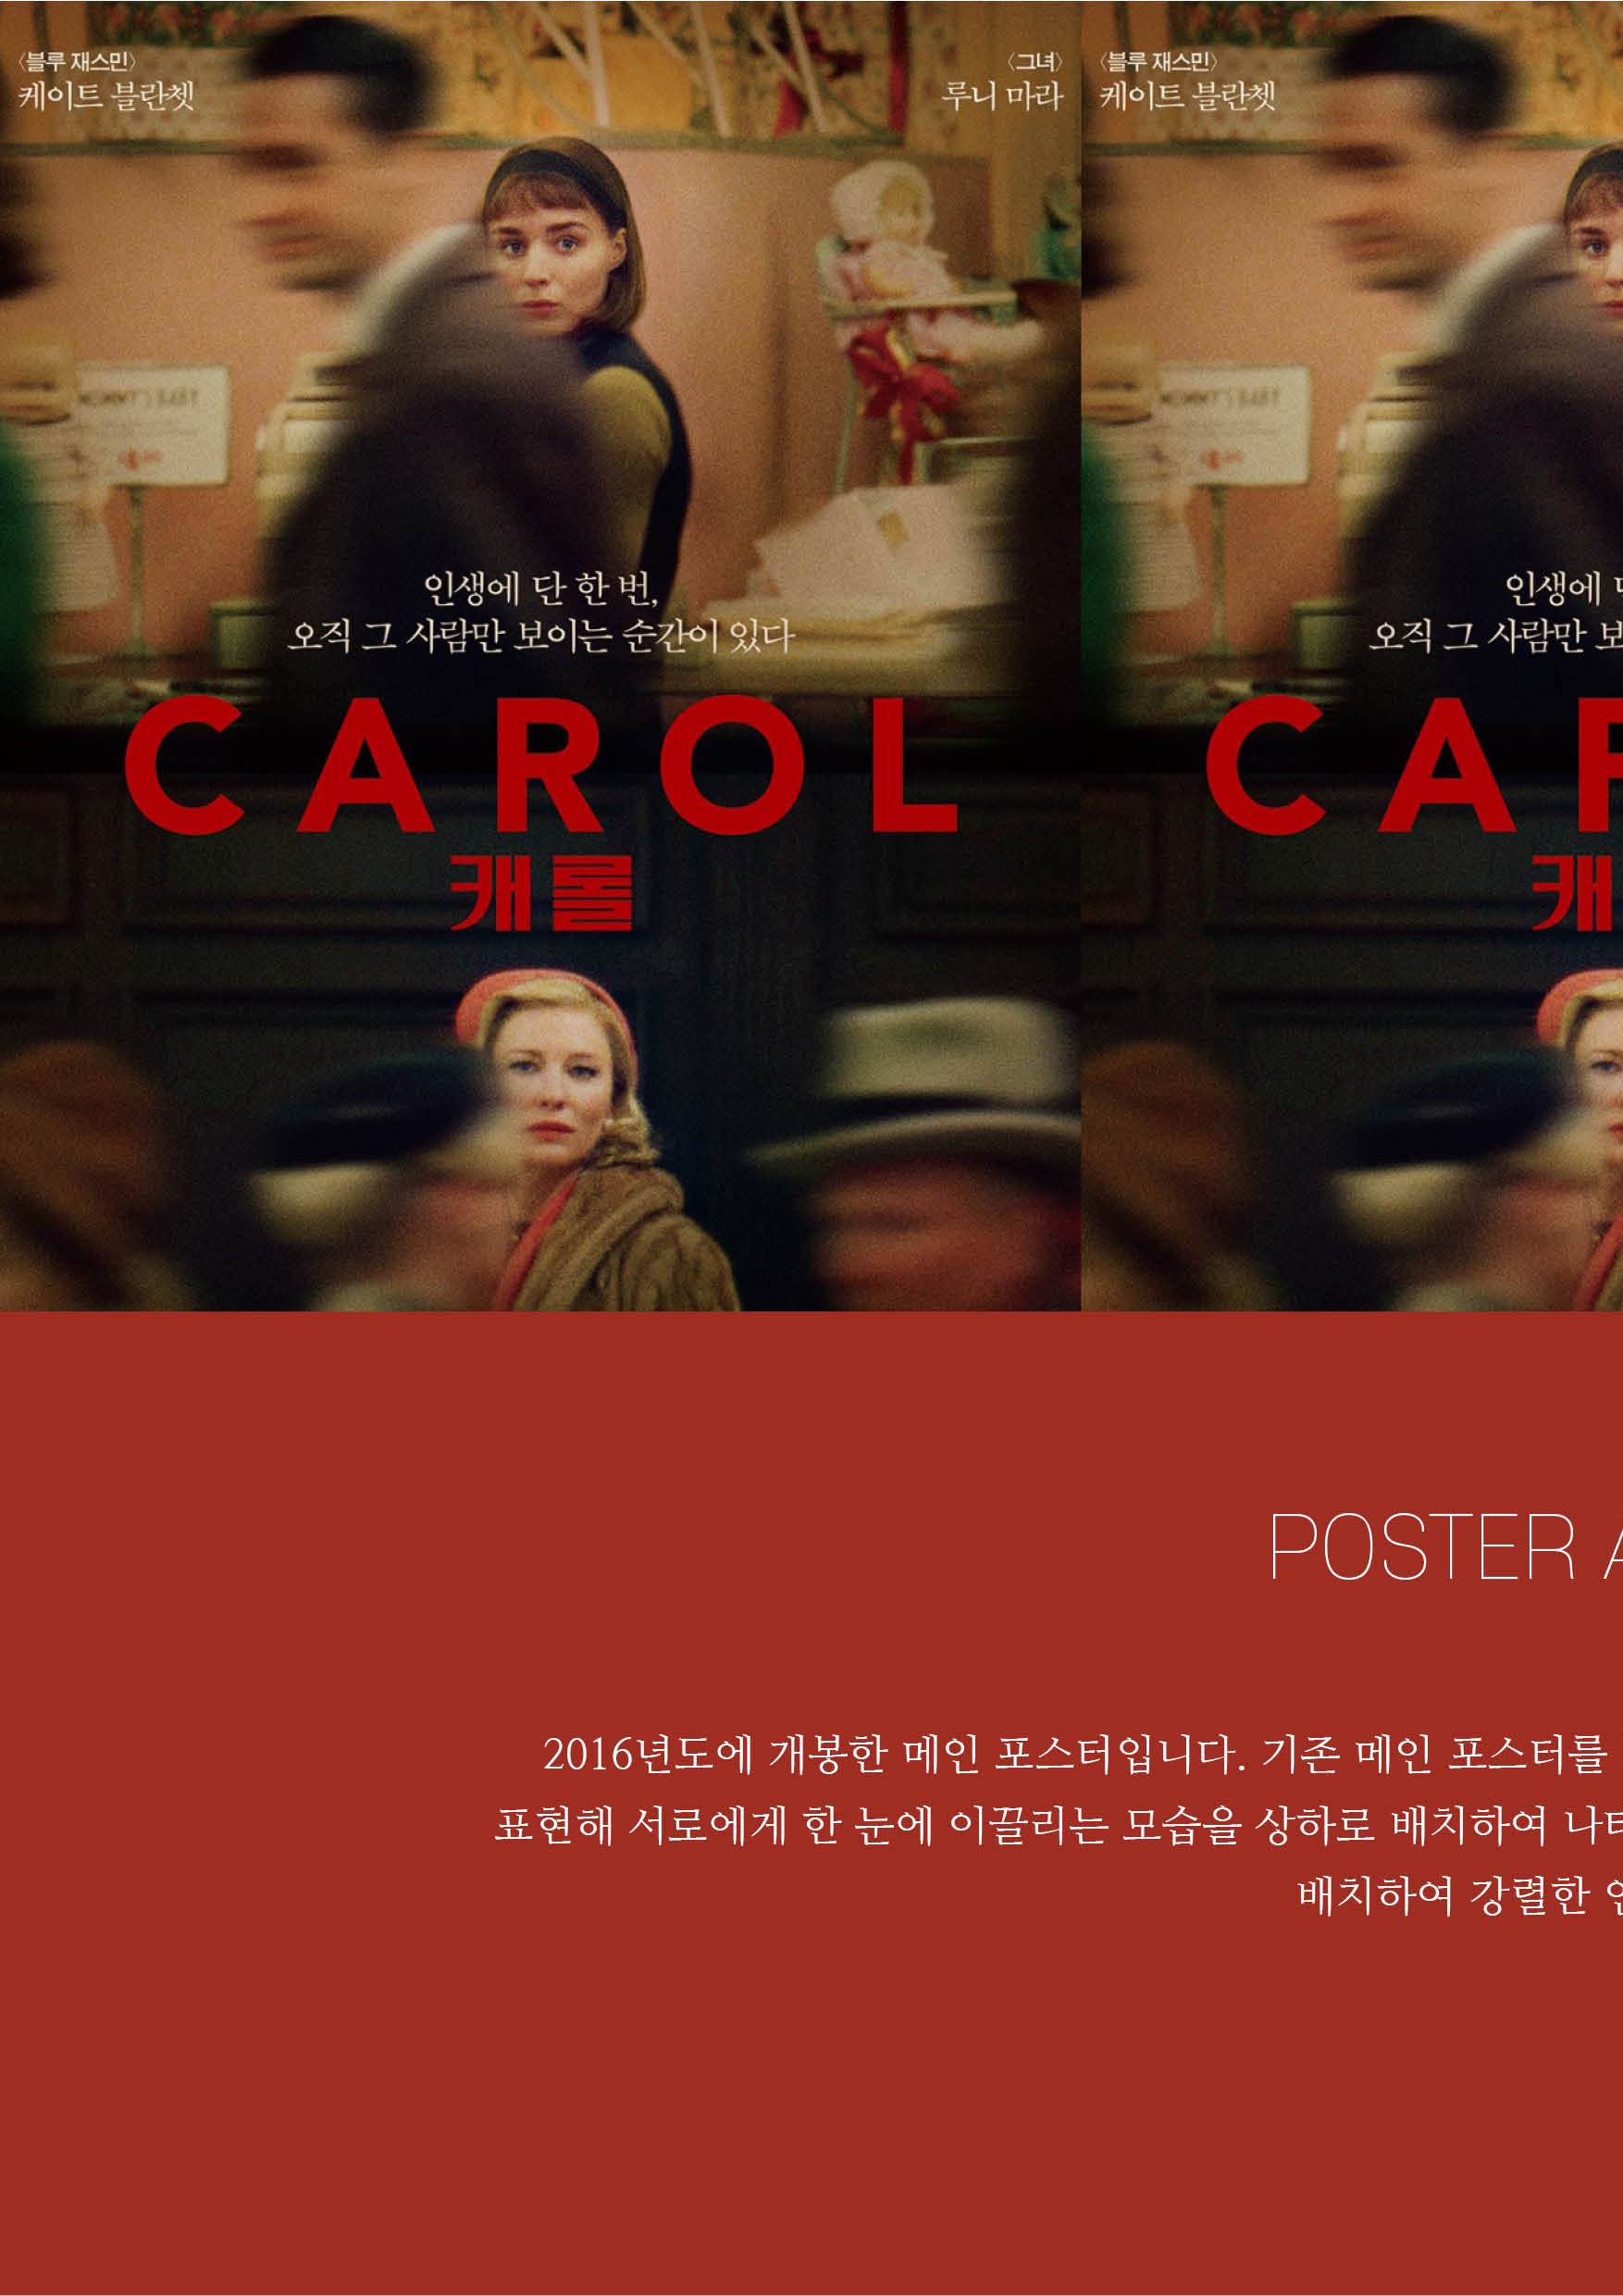 〈블루 재스민〉
케이트 블란쳇
〈그녀〉
루니 마라
인생에 단 한 번,
오직 그 사람만 보이는 순간이 있다
CAROL
캐롤
〈블루 재스민〉
케이트 블란쳇
인생에
오직 그 사람만
CA
캐
POSTER A
2016년도에 개봉한 메인 포스터입니다. 기존 메인 포스터를
표현해 서로에게 한 눈에 이끌리는 모습을 상하로 배치하여
배치하여 강렬한